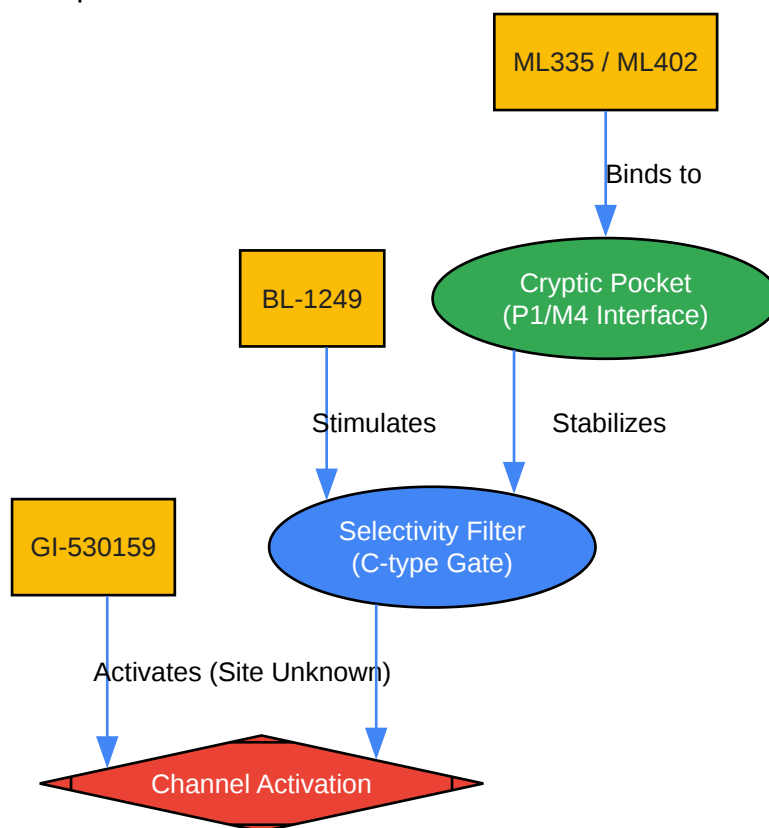 ML335 / ML402
Binds to
Cryptic Pocket
(P1/M4 Interface)
BL-1249
Stimulates
Stabilizes
Selectivity Filter
(C-type Gate)
GI-530159
Activates (Site Unknown)
Channel Activation